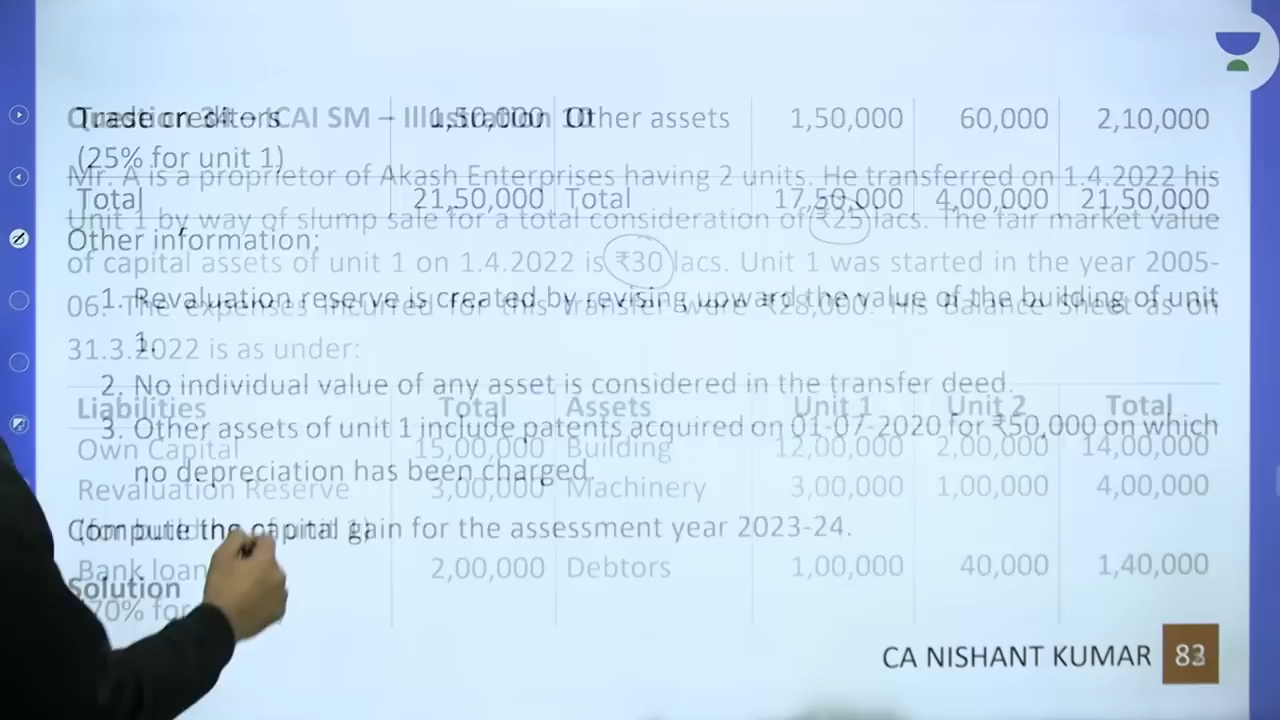 Question 34 – ICAI SM – Illustration 10
Mr. A is a proprietor of Akash Enterprises having 2 units. He transferred on 1.4.2022 his
Unit 1 by way of slump sale for a total consideration of ₹25 lacs. The fair market value
of capital assets of unit 1 on 1.4.2022 is ₹30 lacs. Unit 1 was started in the year 2005-
06. The expenses incurred for this transfer were ₹28,000. His Balance Sheet as on
31.3.2022 is as under:
Liabilities Total Assets Unit 1 Unit 2 Total
Own Capital 15,00,000 Building 12,00,000 2,00,000 14,00,000
Revaluation Reserve 3,00,000 Machinery 3,00,000 1,00,000 4,00,000
(for building of unit 1)
Bank loan 2,00,000 Debtors 1,00,000 40,000 1,40,000
(70% for
Trade creditors 1,50,000 Other assets 1,50,000 60,000 2,10,000
(25% for unit 1)
Total 21,50,000 Total 17,50,000 4,00,000 21,50,000
Other information:
1. Revaluation reserve is created by revising upward the value of the building of unit
1.
2. No individual value of any asset is considered in the transfer deed.
3. Other assets of unit 1 include patents acquired on 01-07-2020 for ₹50,000 on which
no depreciation has been charged.
Compute the capital gain for the assessment year 2023-24.
Solution
CA NISHANT KUMAR